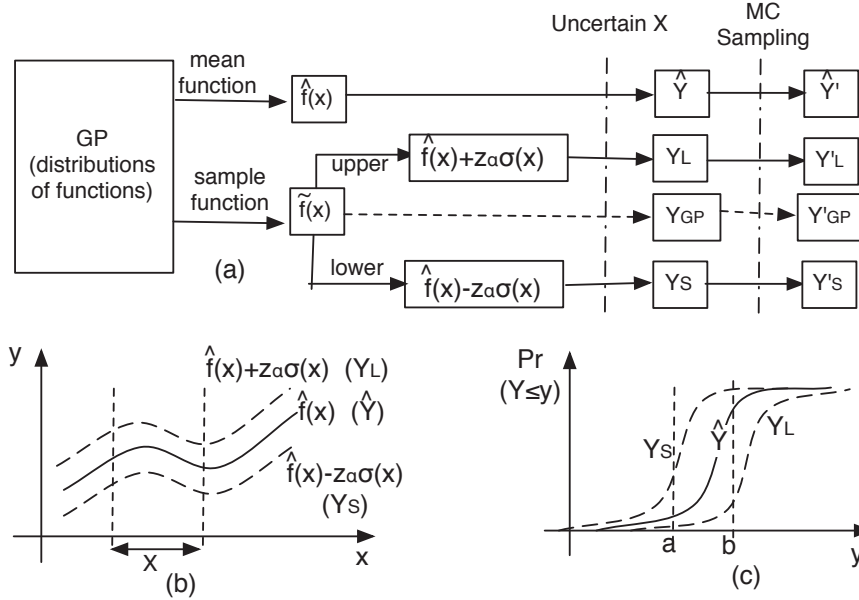 Uncertain X
MC
Sampling
mean
function
f̂(x)
Ŷ
Ŷ'
GP
(distributions
of functions)
upper
f̂(x)+zασ(x)
YL
Y'L
sample
function
f̃(x)
YGP
Y'GP
(a)
lower
f̂(x)-zασ(x)
YS
Y'S
y
f̂(x)+zασ(x) (YL)
f̂(x) (Ŷ)
f̂(x)-zασ(x)
(YS)
X
x
(b)
Pr
(Y≤y)
YS
Ŷ
YL
a
b
y
(c)